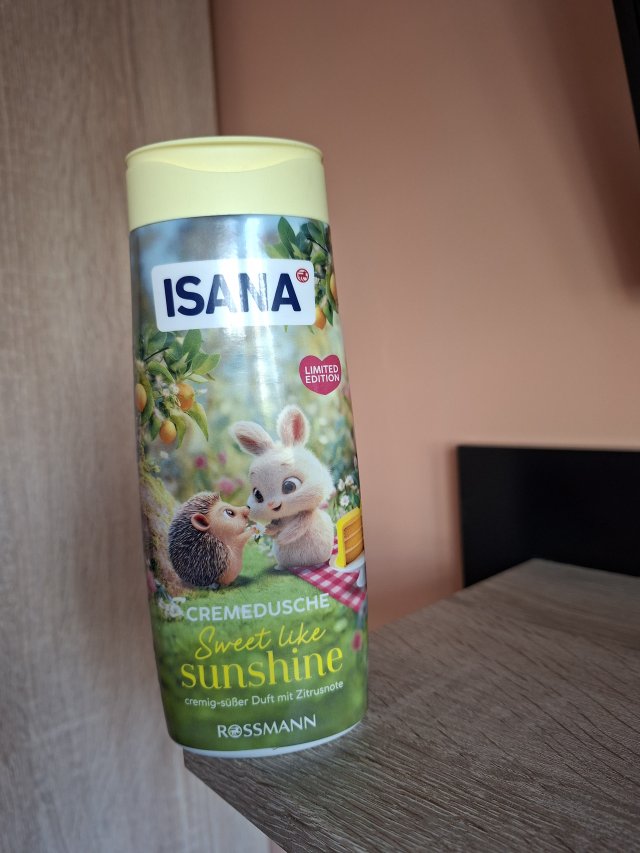 ISANA
LIMITED
EDITION
CREMEDUSCHE
Sweet like
sunshine
cremig-süßer Duft mit Zitrusnote
ROSSMANN